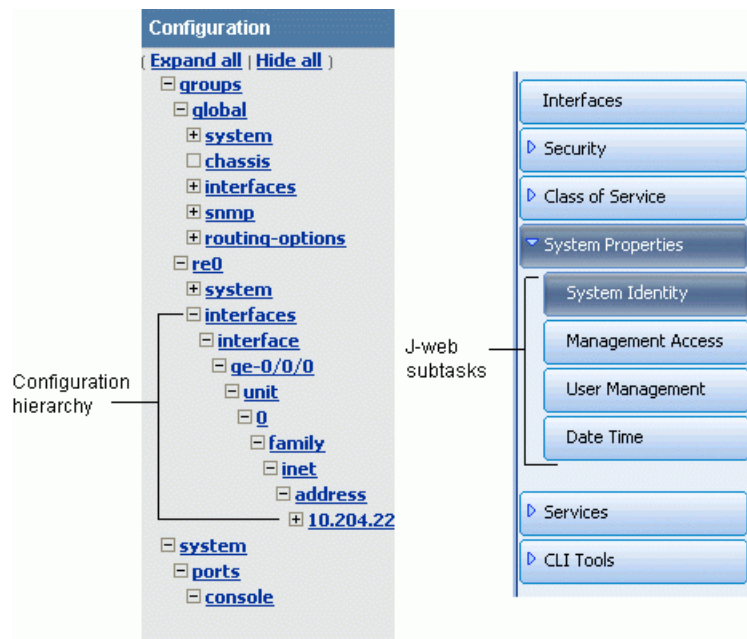 Configuration
( Expand all | Hide all )
groups
global
system
chassis
interfaces
snmp
routing-options
re0
system
interfaces
interface
ge-0/0/0
unit
0
family
inet
address
10.204.22
system
ports
console
Configuration
hierarchy
Interfaces
Security
Class of Service
System Properties
System Identity
Management Access
User Management
Date Time
Services
CLI Tools
J-web
subtasks